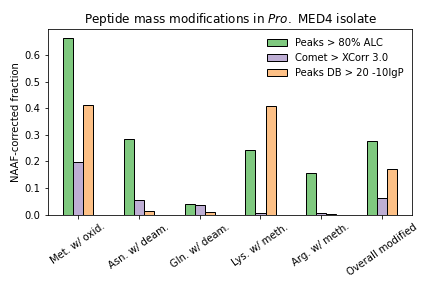 Peptide mass modifications in Pro. MED4 isolate
Peaks > 80% ALC
Comet > XCorr 3.0
Peaks DB > 20 -10lgP
NAAF-corrected fraction
0.6
0.5
0.4
0.3
0.2
0.1
0.0
Met. w/ oxid.
Asn. w/ deam.
Gln. w/ deam.
Lys. w/ meth.
Arg. w/ meth.
Overall modified